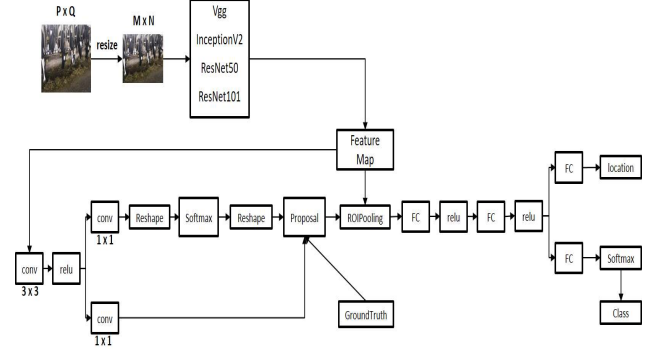 P x Q
M x N
resize
Vgg
InceptionV2
ResNet50
ResNet101
Feature
Map
conv
3 x 3
relu
conv
1 x 1
Reshape
Softmax
Reshape
Proposal
ROIPooling
FC
relu
FC
relu
FC
location
FC
Softmax
Class
conv
1 x 1
GroundTruth